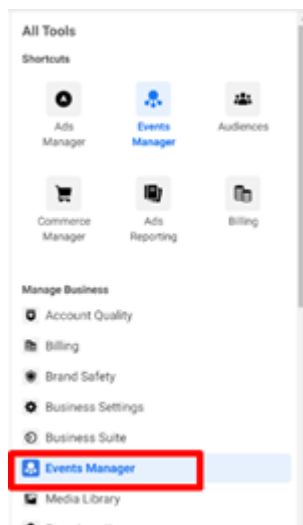 All Tools
Shortcuts
Ads
Manager
Events
Manager
Audiences
Commerce
Manager
Ads
Reporting
Billing
Manage Business
Account Quality
Billing
Brand Safety
Business Settings
Business Suite
Events Manager
Media Library